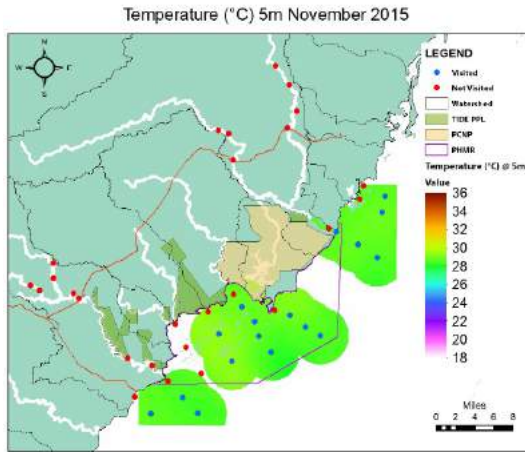 Temperature (°C) 5m November 2015
N
W
E
S
LEGEND
Visited
Not Visited
Watershed
TIDE PPL
PCNP
PHMR
Temperature (°C) @ 5m
Value
36
34
32
30
28
26
24
22
20
18
Miles
0
2
4
8